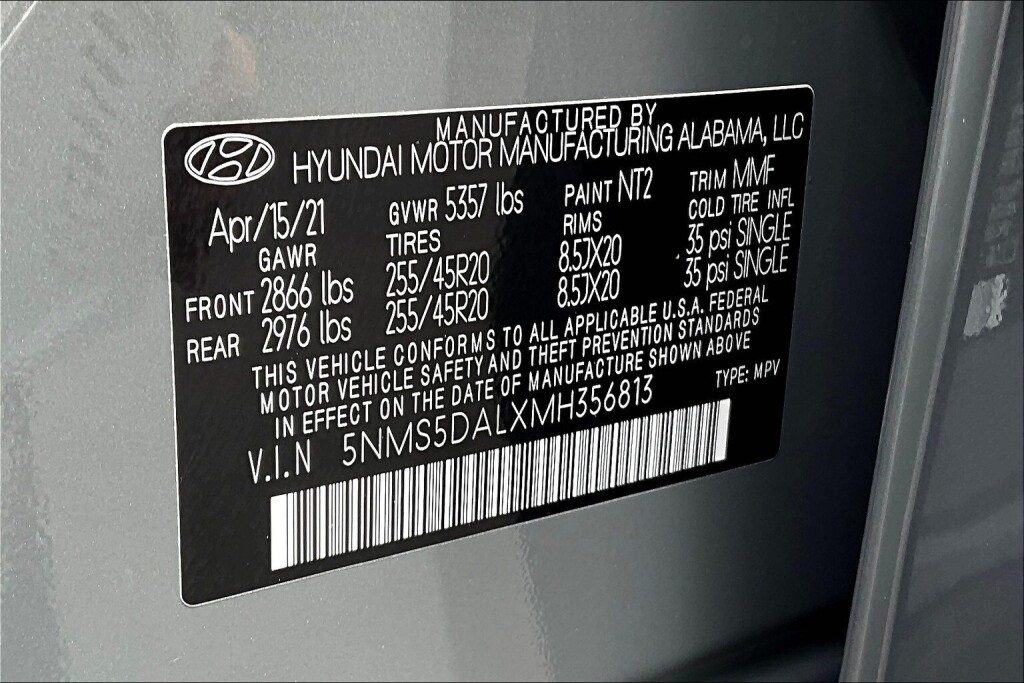 MANUFACTURED BY
HYUNDAI MOTOR MANUFACTURING ALABAMA, LLC
Apr/15/21 GVWR 5357 lbs PAINT NT2 TRIM MMF
GAWR TIRES RIMS COLD TIRE INFL
FRONT 2866 lbs 255/45R20 8.5JX20 35 psi SINGLE
REAR 2976 lbs 255/45R20 8.5JX20 35 psi SINGLE
THIS VEHICLE CONFORMS TO ALL APPLICABLE U.S.A. FEDERAL
MOTOR VEHICLE SAFETY AND THEFT PREVENTION STANDARDS
IN EFFECT ON THE DATE OF MANUFACTURE SHOWN ABOVE
V.I.N 5NMS5DALXMH356813 TYPE: MPV